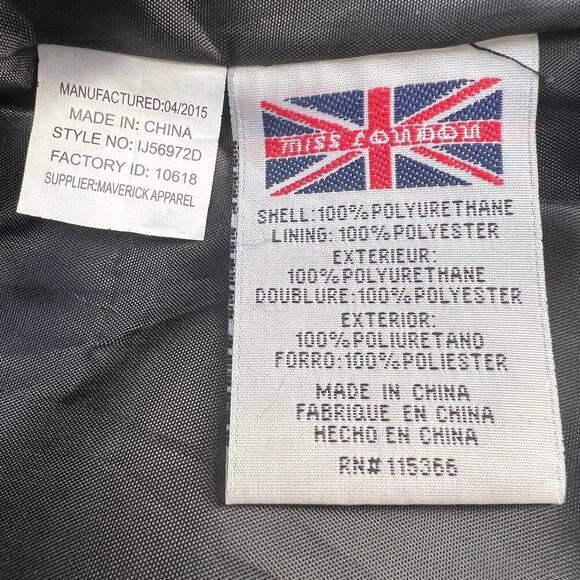 MANUFACTURED:04/2015
MADE IN: CHINA
STYLE NO: IJ56972D
FACTORY ID: 10618
SUPPLIER:MAVERICK APPAREL
MISS LONDON
SHELL:100% POLYURETHANE
LINING: 100% POLYESTER
EXTERIEUR:
100% POLYURETHANE
DOUBLURE:100% POLYESTER
EXTERIOR:
100% POLIURETANO
FORRO:100% POLIESTER
MADE IN CHINA
FABRIQUE EN CHINA
HECHO EN CHINA
RN# 115366